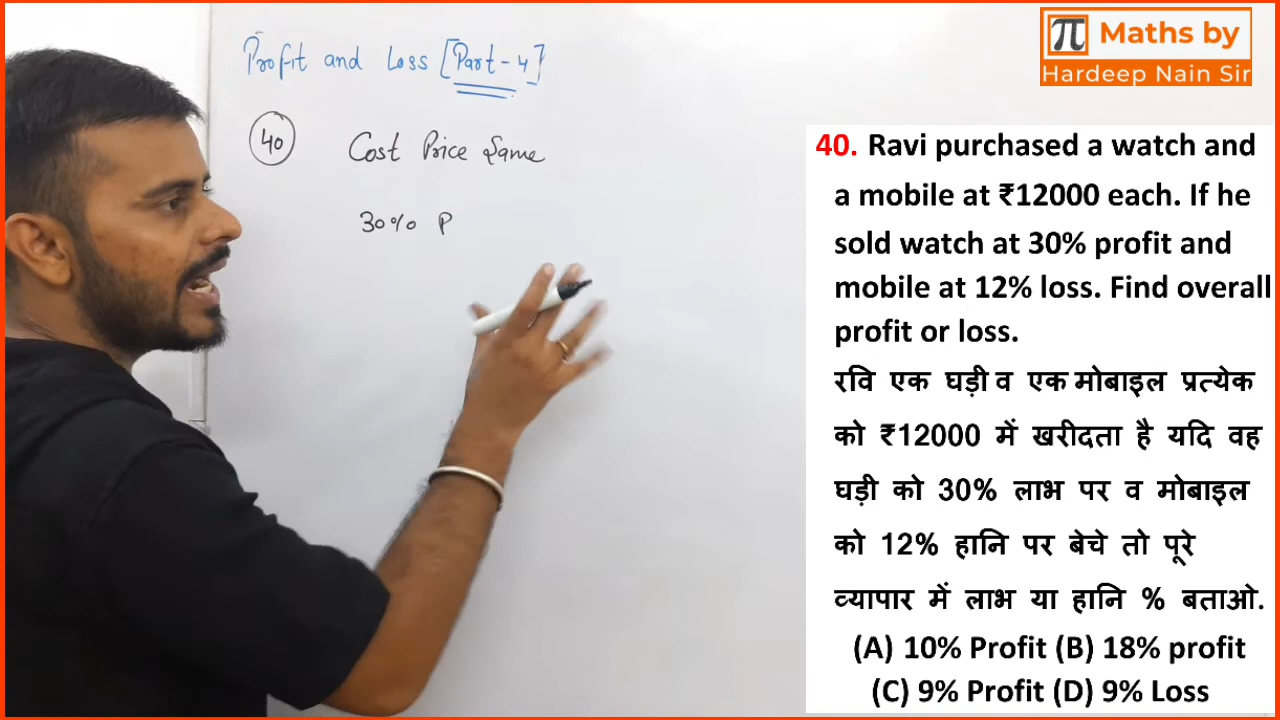 Profit and Loss [Part-4]
40 Cost Price Same
30% P
π Maths by
Hardeep Nain Sir
40. Ravi purchased a watch and
a mobile at ₹12000 each. If he
sold watch at 30% profit and
mobile at 12% loss. Find overall
profit or loss.
रवि एक घड़ी व एक मोबाइल प्रत्येक
को ₹12000 में खरीदता है यदि वह
घड़ी को 30% लाभ पर व मोबाइल
को 12% हानि पर बेचे तो पूरे
व्यापार में लाभ या हानि % बताओ.
(A) 10% Profit (B) 18% profit
(C) 9% Profit (D) 9% Loss